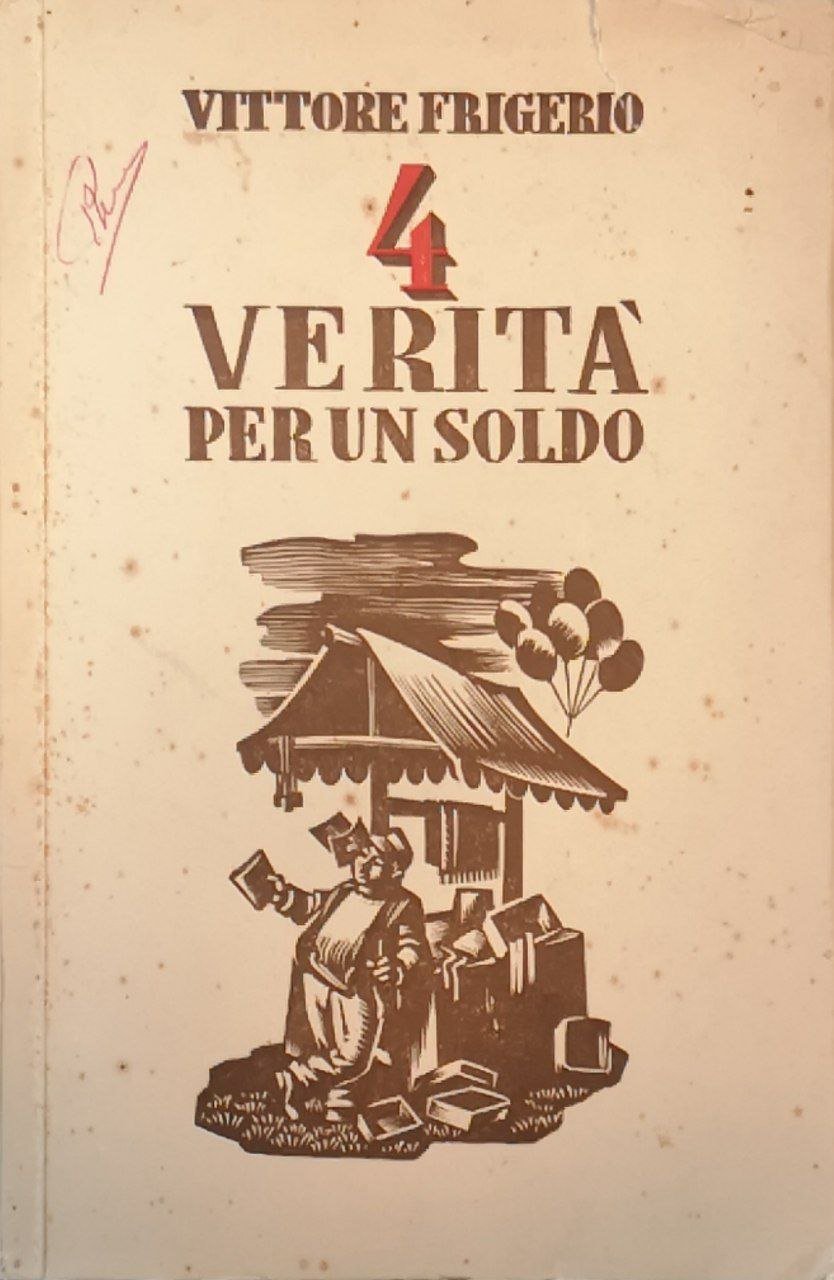 VITTORE FRIGERIO
4
VERITÀ
PER UN SOLDO